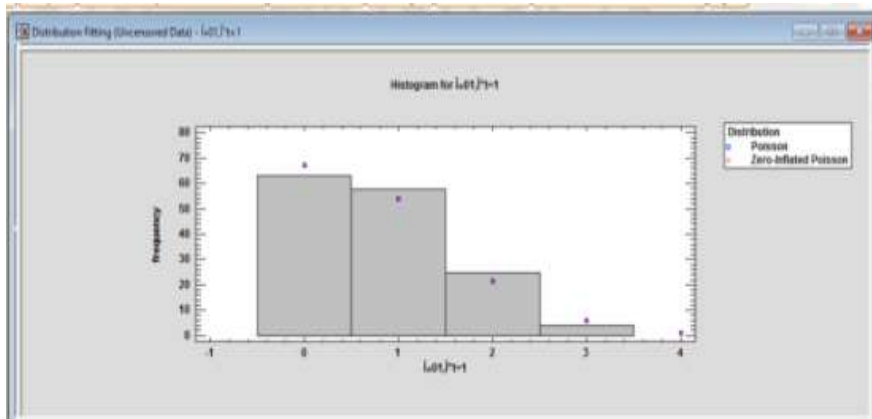 Distribution Fitting (Uncensored Data) -
Histogram for
Distribution
Poisson
Zero-Inflated Poisson
80
70
60
50
40
30
20
10
0
frequency
-1 0 1 2 3 4